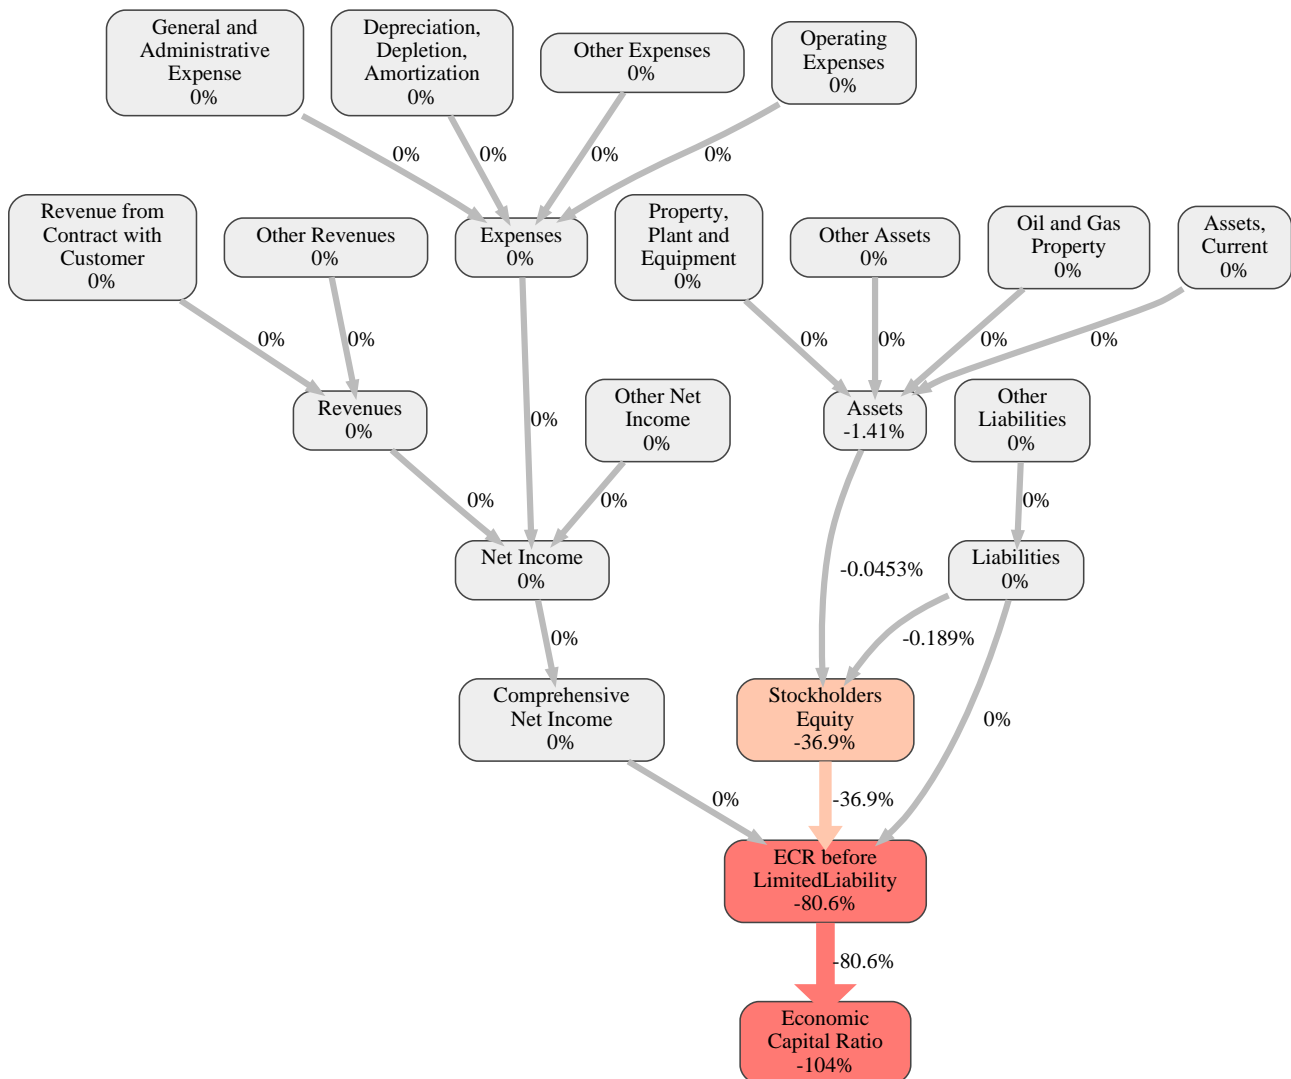 General and
Administrative
Expense
0%
Depreciation,
Depletion,
Amortization
0%
Other Expenses
0%
Operating
Expenses
0%
0%
0%
0%
0%
Revenue from
Contract with
Customer
0%
Other Revenues
0%
Expenses
0%
Property,
Plant and
Equipment
0%
Other Assets
0%
Oil and Gas
Property
0%
Assets,
Current
0%
0%
0%
0%
0%
0%
0%
Revenues
0%
Other Net
Income
0%
Assets
-1.41%
Other
Liabilities
0%
0%
0%
0%
0%
Net Income
0%
-0.0453%
Liabilities
0%
0%
-0.189%
Comprehensive
Net Income
0%
Stockholders
Equity
-36.9%
0%
0%
-36.9%
ECR before
LimitedLiability
-80.6%
-80.6%
Economic
Capital Ratio
-104%